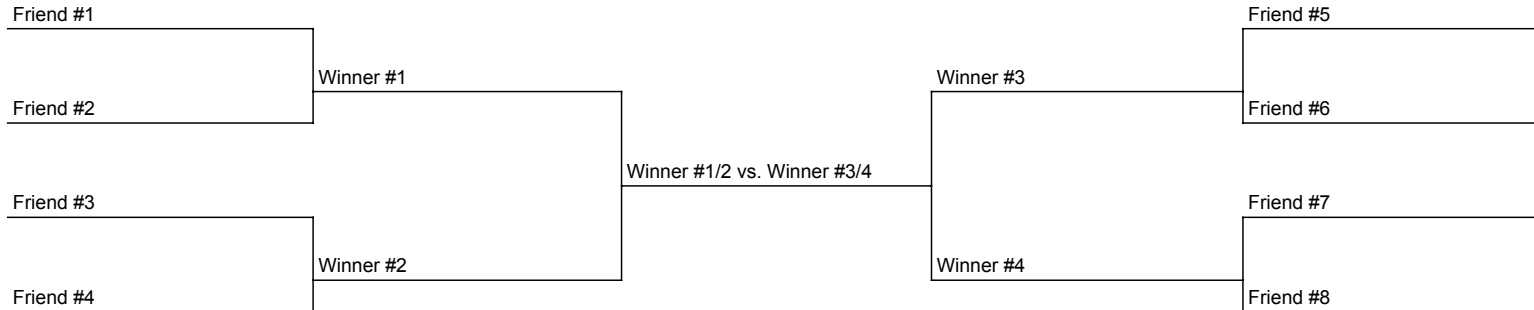 Friend #1
Friend #5
Winner #1
Winner #3
Friend #2
Friend #6
Winner #1/2 vs. Winner #3/4
Friend #3
Friend #7
Winner #2
Winner #4
Friend #4
Friend #8